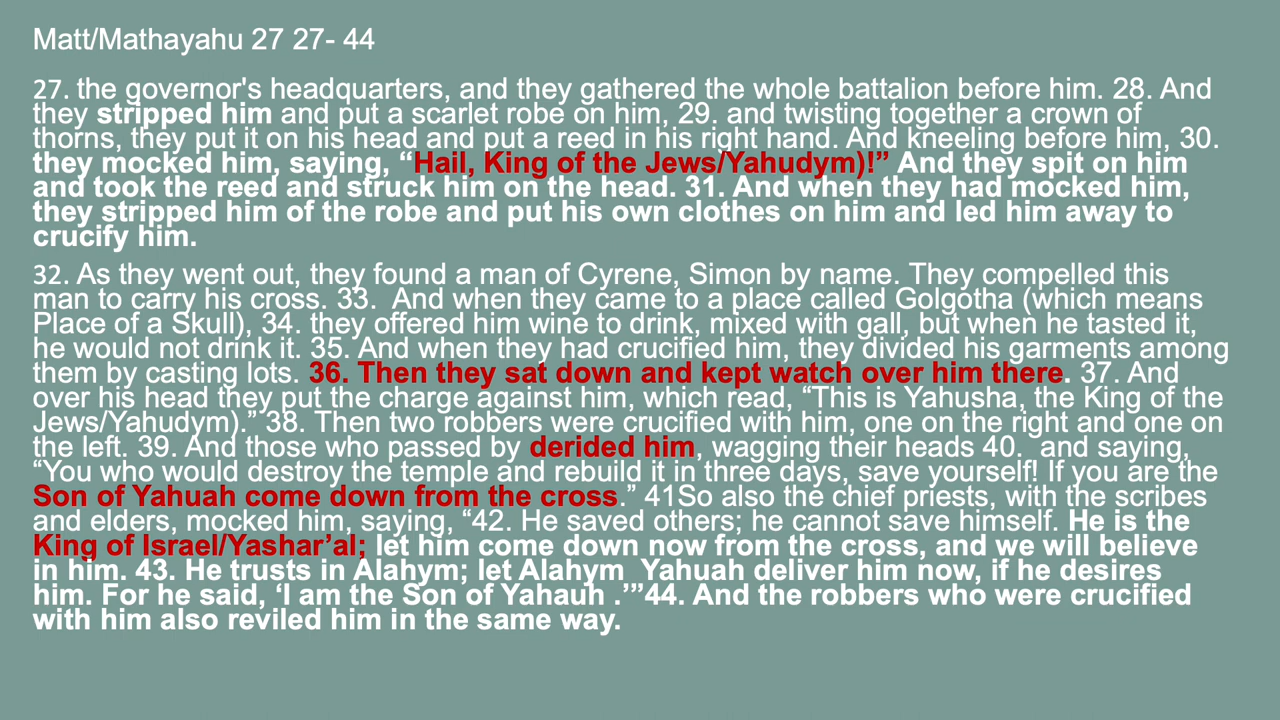 Matt/Mathayahu 27 27- 44
27. the governor's headquarters, and they gathered the whole battalion before him. 28. And
they stripped him and put a scarlet robe on him, 29. and twisting together a crown of
thorns, they put it on his head and put a reed in his right hand. And kneeling before him, 30.
they mocked him, saying, “Hail, King of the Jews/Yahudym)!” And they spit on him
and took the reed and struck him on the head. 31. And when they had mocked him,
they stripped him of the robe and put his own clothes on him and led him away to
crucify him.
32. As they went out, they found a man of Cyrene, Simon by name. They compelled this
man to carry his cross. 33.  And when they came to a place called Golgotha (which means
Place of a Skull), 34. they offered him wine to drink, mixed with gall, but when he tasted it,
he would not drink it. 35. And when they had crucified him, they divided his garments among
them by casting lots. 36. Then they sat down and kept watch over him there. 37. And
over his head they put the charge against him, which read, “This is Yahusha, the King of the
Jews/Yahudym).” 38. Then two robbers were crucified with him, one on the right and one on
the left. 39. And those who passed by derided him, wagging their heads 40.  and saying,
“You who would destroy the temple and rebuild it in three days, save yourself! If you are the
Son of Yahuah come down from the cross.” 41So also the chief priests, with the scribes
and elders, mocked him, saying, “42. He saved others; he cannot save himself. He is the
King of Israel/Yashar’al; let him come down now from the cross, and we will believe
in him. 43. He trusts in Alahym; let Alahym  Yahuah deliver him now, if he desires
him. For he said, ‘I am the Son of Yahauh .’”44. And the robbers who were crucified
with him also reviled him in the same way.